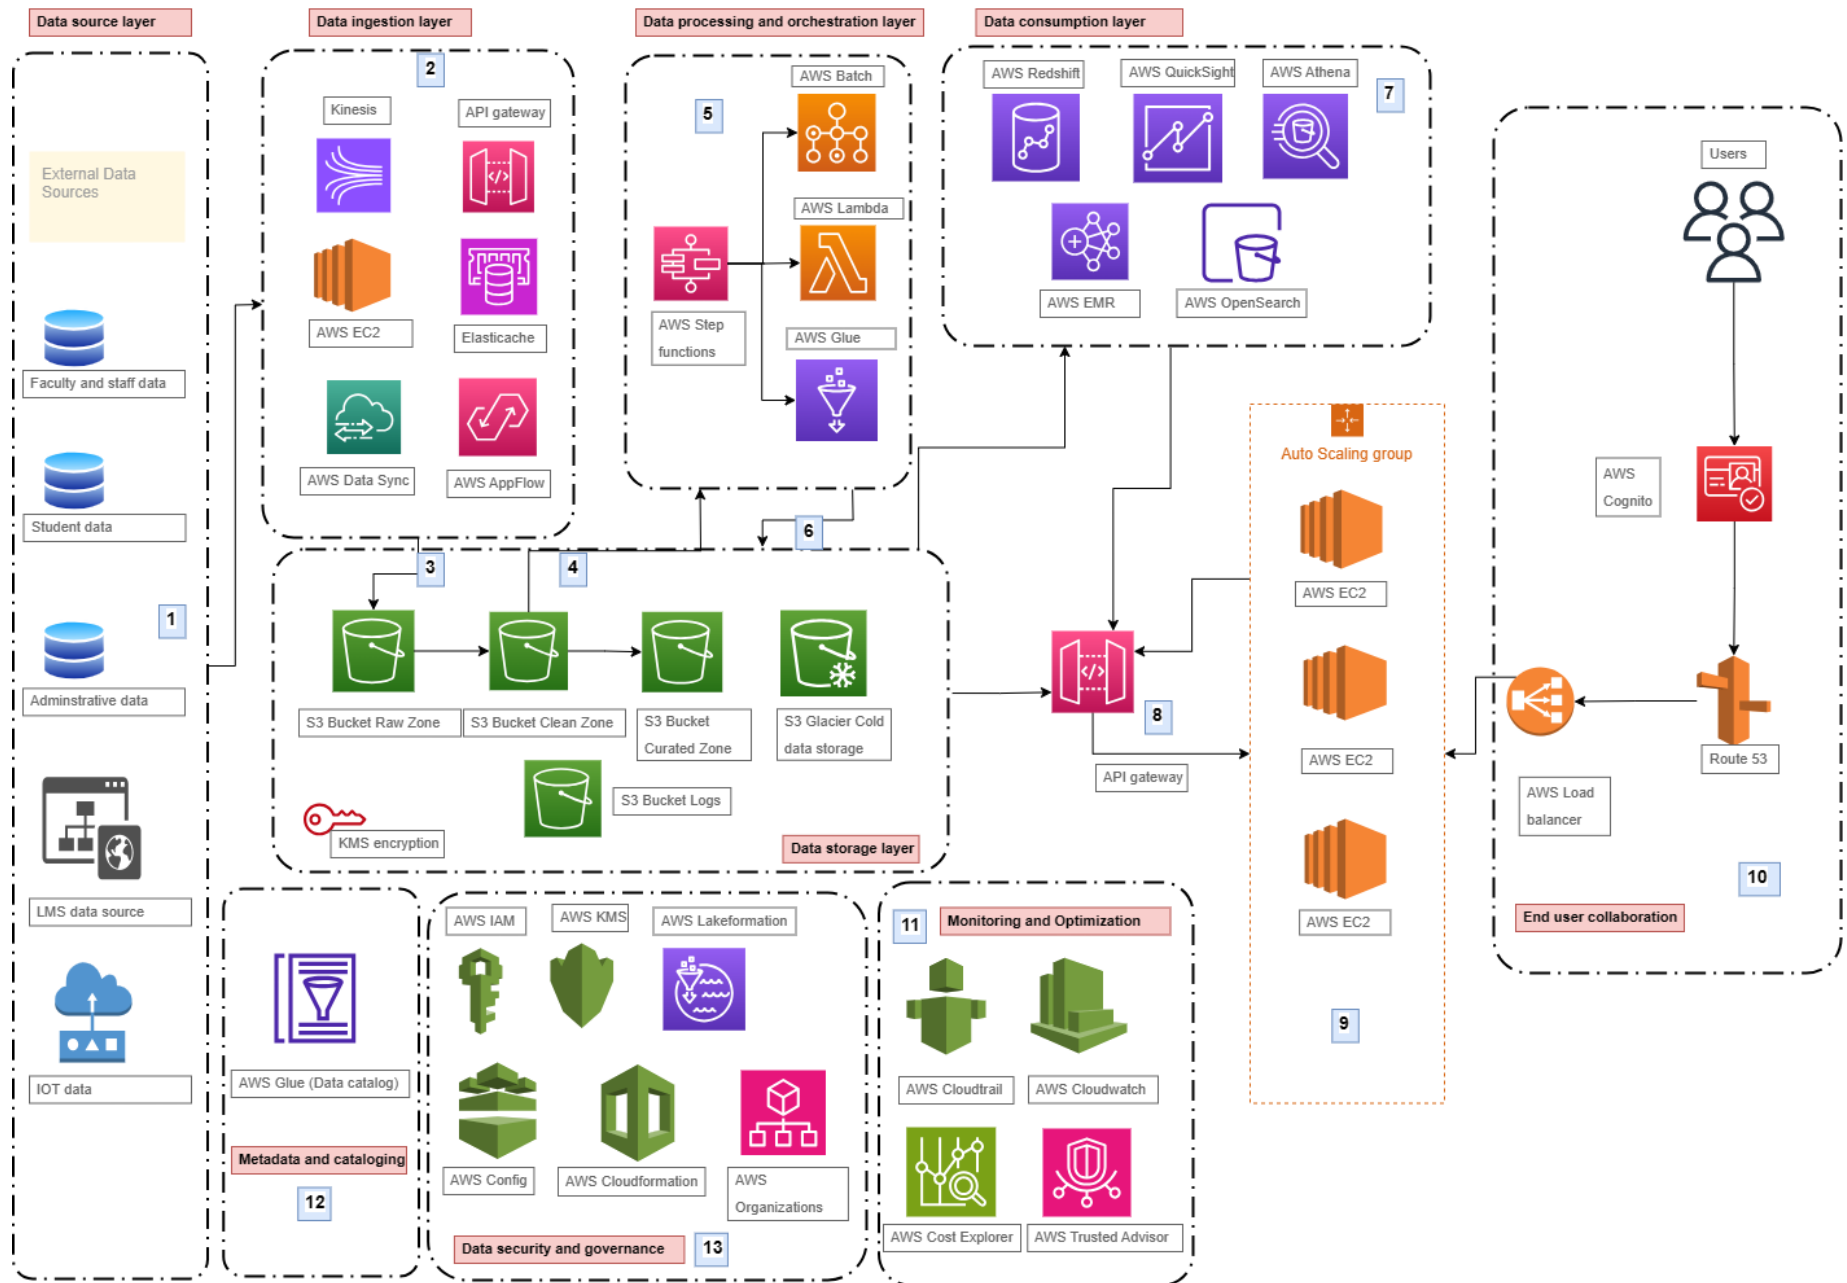 Data source layer
Data ingestion layer
Data processing and orchestration layer
Data consumption layer
1
External Data
Sources
Faculty and staff data
Student data
Adminstrative data
LMS data source
IOT data
2
Kinesis
API gateway
AWS EC2
Elasticache
AWS Data Sync
AWS AppFlow
3
4
5
AWS Batch
AWS Lambda
AWS Step
functions
AWS Glue
6
7
AWS Redshift
AWS QuickSight
AWS Athena
AWS EMR
AWS OpenSearch
S3 Bucket Raw Zone
S3 Bucket Clean Zone
S3 Bucket
Curated Zone
S3 Glacier Cold
data storage
S3 Bucket Logs
KMS encryption
Data storage layer
8
API gateway
Auto Scaling group
AWS EC2
AWS EC2
AWS EC2
9
Users
AWS
Cognito
Route 53
AWS Load
balancer
10
End user collaboration
11
Monitoring and Optimization
AWS Cloudtrail
AWS Cloudwatch
AWS Cost Explorer
AWS Trusted Advisor
AWS Glue (Data catalog)
Metadata and cataloging
12
AWS IAM
AWS KMS
AWS Lakeformation
AWS Config
AWS Cloudformation
AWS
Organizations
Data security and governance
13